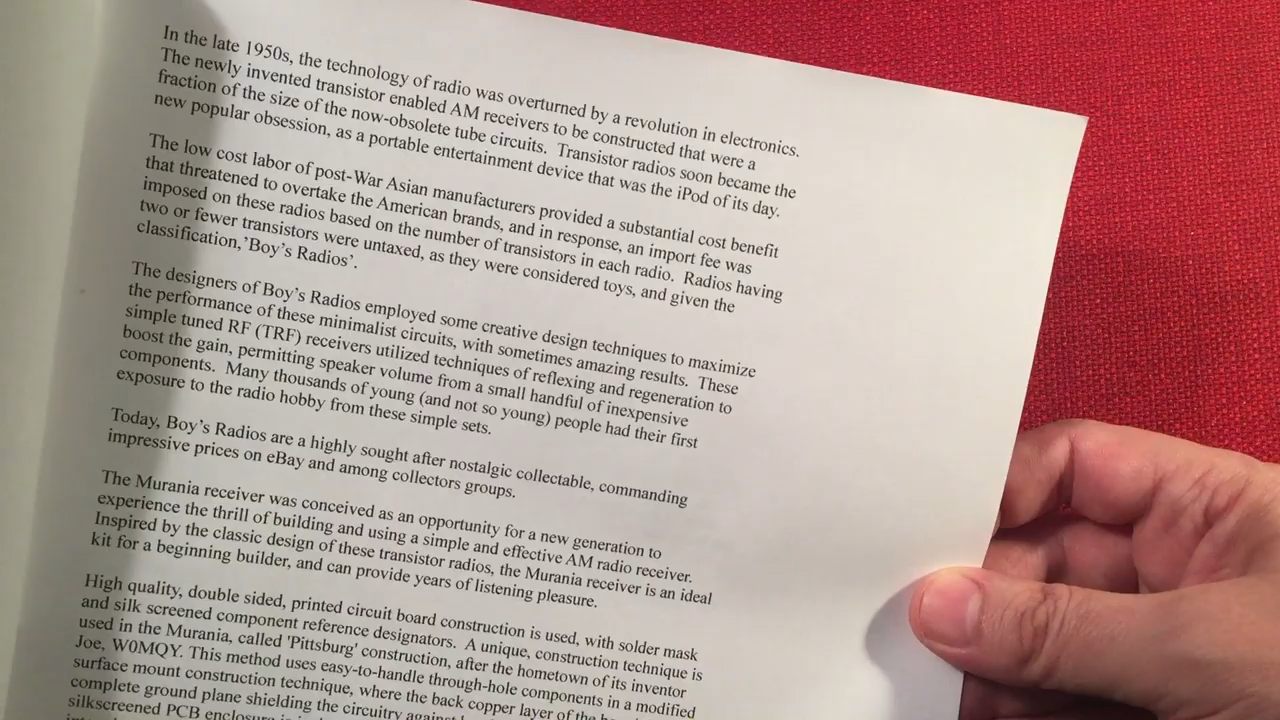 In the late 1950s, the technology of radio was overturned by a revolution in electronics.
The newly invented transistor enabled AM receivers to be constructed that were a
fraction of the size of the now-obsolete tube circuits.  Transistor radios soon became the
new popular obsession, as a portable entertainment device that was the iPod of its day.
The low cost labor of post-War Asian manufacturers provided a substantial cost benefit
that threatened to overtake the American brands, and in response, an import fee was
imposed on these radios based on the number of transistors in each radio.  Radios having
two or fewer transistors were untaxed, as they were considered toys, and given the
classification,'Boy's Radios'.
The designers of Boy's Radios employed some creative design techniques to maximize
the performance of these minimalist circuits, with sometimes amazing results.  These
simple tuned RF (TRF) receivers utilized techniques of reflexing and regeneration to
boost the gain, permitting speaker volume from a small handful of inexpensive
components.  Many thousands of young (and not so young) people had their first
exposure to the radio hobby from these simple sets.
Today, Boy's Radios are a highly sought after nostalgic collectable, commanding
impressive prices on eBay and among collectors groups.
The Murania receiver was conceived as an opportunity for a new generation to
experience the thrill of building and using a simple and effective AM radio receiver.
Inspired by the classic design of these transistor radios, the Murania receiver is an ideal
kit for a beginning builder, and can provide years of listening pleasure.
High quality, double sided, printed circuit board construction is used, with solder mask
and silk screened component reference designators.  A unique, construction technique is
used in the Murania, called 'Pittsburg' construction, after the hometown of its inventor
Joe, W0MQY. This method uses easy-to-handle through-hole components in a modified
surface mount construction technique, where the back copper layer of the
complete ground plane shielding the circuitry against
silkscreened PCB enclosure